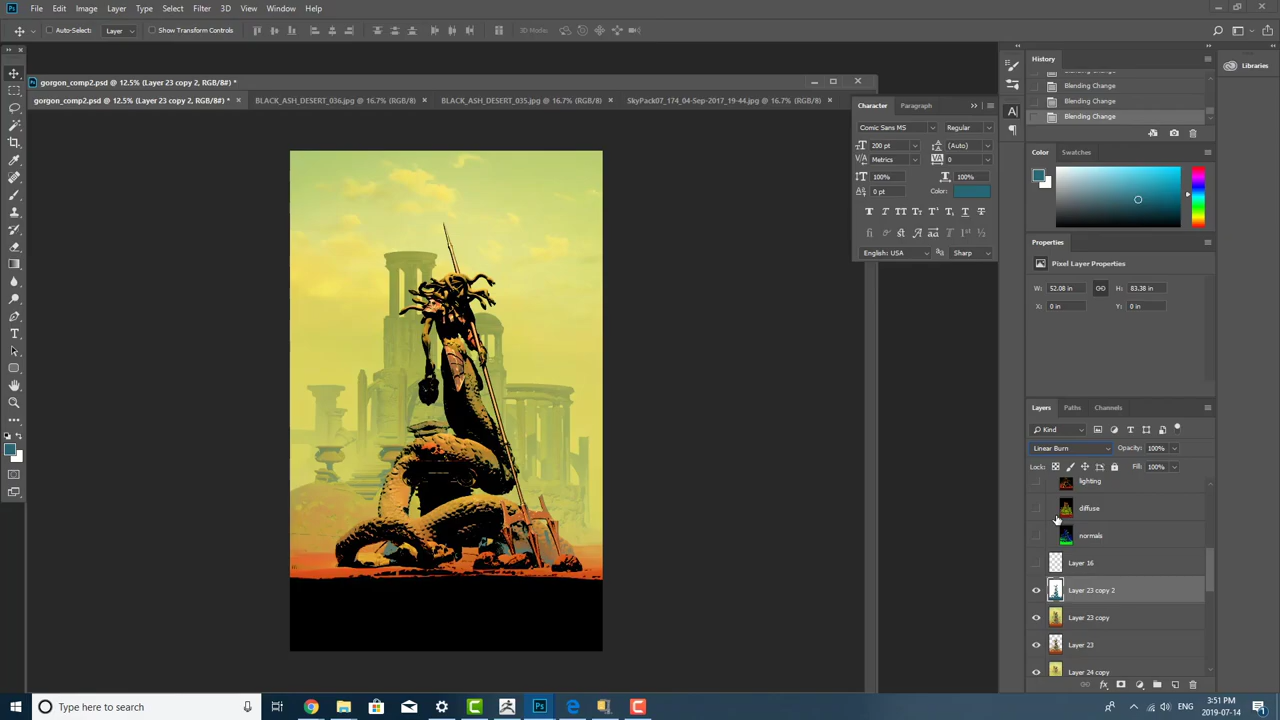 Ps File Edit Image Layer Type Select Filter 3D View Window Help
Auto-Select: Layer Show Transform Controls 3D Mode:
gorgon_comp2.psd @ 12.5% (Layer 23 copy 2, RGB/8#) *
gorgon_comp2.psd @ 12.5% (Layer 23 copy 2, RGB/8#) * BLACK_ASH_DESERT_036.jpg @ 16.7% (RGB/8) BLACK_ASH_DESERT_035.jpg @ 16.7% (RGB/8) SkyPack07_174_04-Sep-2017_19-44.jpg @ 16.7% (RGB/8)
Character Paragraph
Comic Sans MS Regular
200 pt (Auto)
Metrics 0
100% 100%
0 pt Color:
English: USA Sharp
History
Blending Change
Blending Change
Blending Change
Color Swatches
Properties
Pixel Layer Properties
W: 52.08 in H: 83.38 in
X: 0 in Y: 0 in
Layers Paths Channels
Kind
Linear Burn Opacity: 100%
Lock: Fill: 100%
lighting
diffuse
normals
Layer 16
Layer 23 copy 2
Layer 23 copy
Layer 23
Layer 24 copy
Libraries
Type here to search
ENG 3:51 PM
2019-07-14